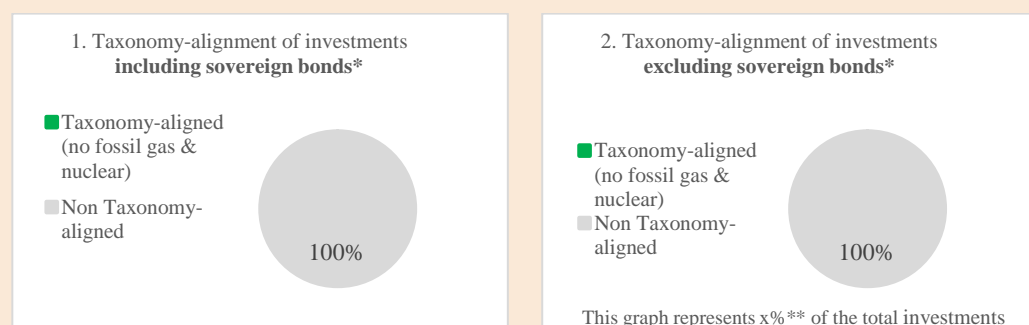 1. Taxonomy-alignment of investments
including sovereign bonds*
Taxonomy-aligned
(no fossil gas &
nuclear)
Non Taxonomy-
aligned
100%
2. Taxonomy-alignment of investments
excluding sovereign bonds*
Taxonomy-aligned
(no fossil gas &
nuclear)
Non Taxonomy-
aligned
100%
This graph represents x%** of the total investments